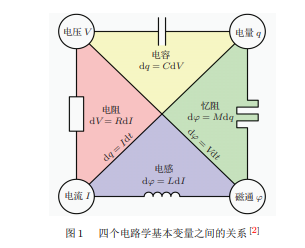 电压 V
电量 q
电容
dq = CdV
电阻
dV = RdI
忆阻
dφ = Mdq
dq = Idt
dφ = Vdt
电感
dφ = LdI
电流 I
磁通 φ
图 1 四个电路学基本变量之间的关系 [2]